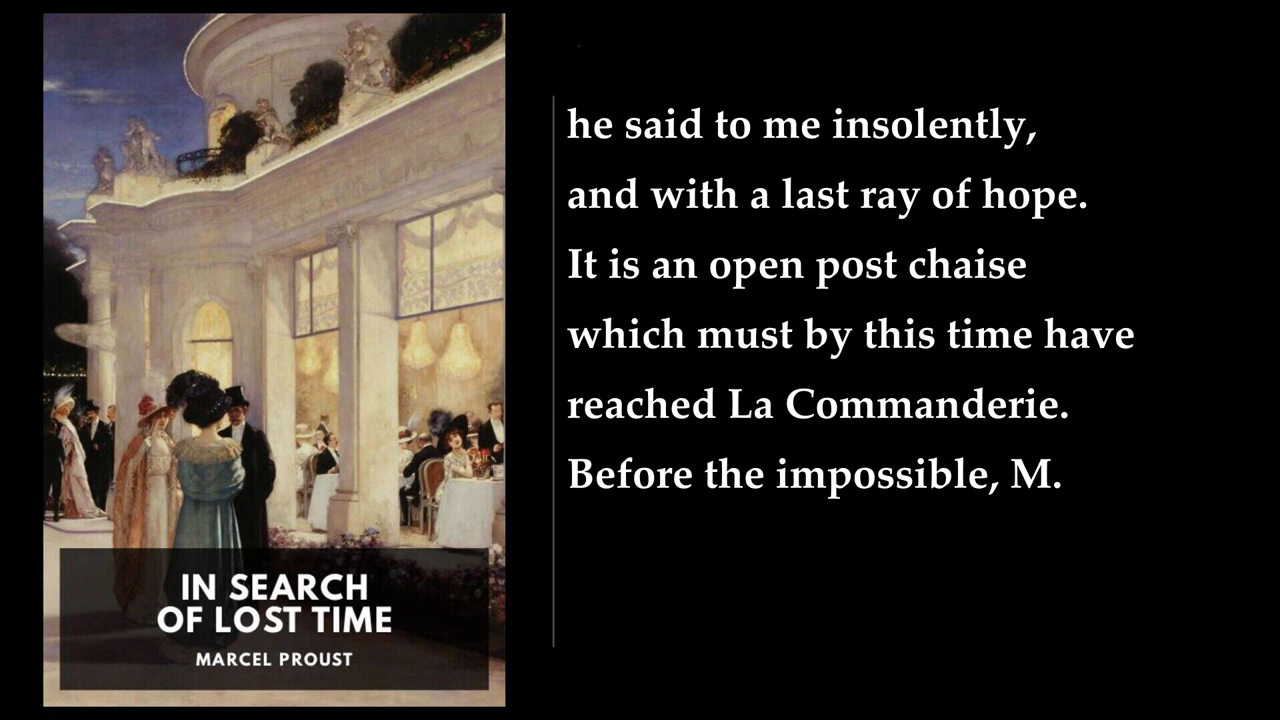 he said to me insolently,
and with a last ray of hope.
It is an open post chaise
which must by this time have
reached La Commanderie.
Before the impossible, M.
IN SEARCH
OF LOST TIME
MARCEL PROUST